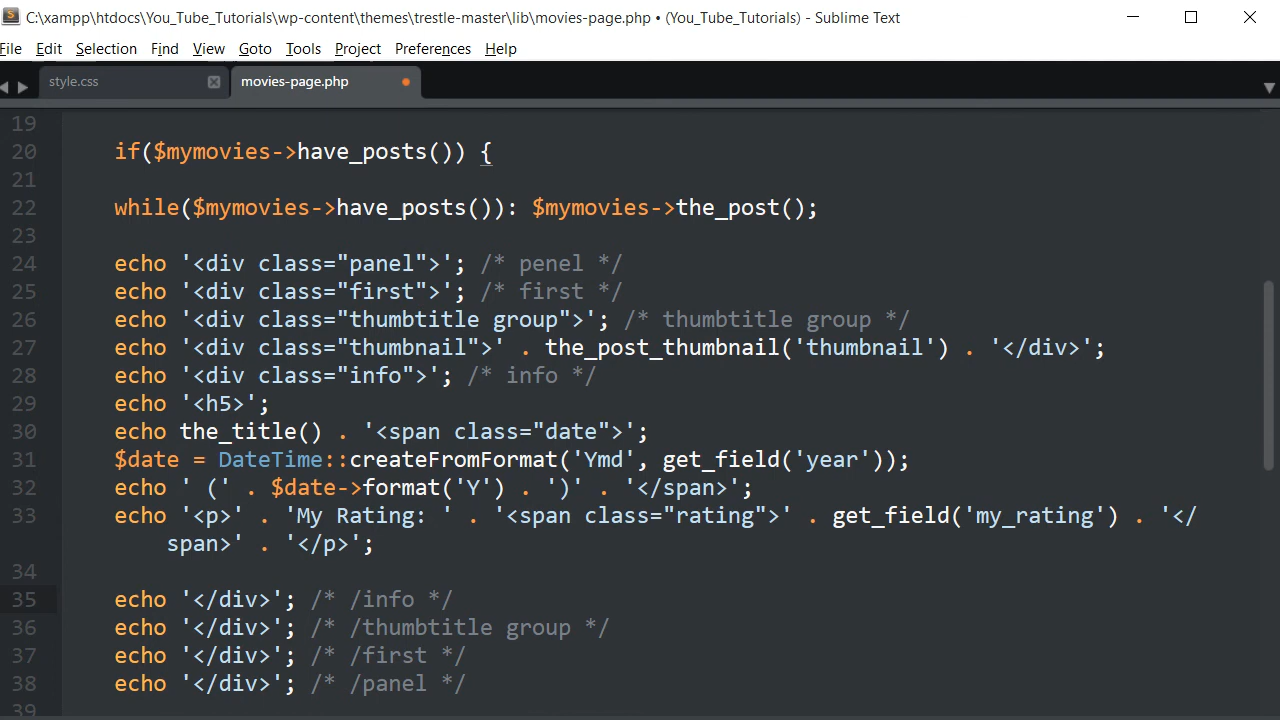 C:\xampp\htdocs\You_Tube_Tutorials\wp-content\themes\trestle-master\lib\movies-page.php • (You_Tube_Tutorials) - Sublime Text
File Edit Selection Find View Goto Tools Project Preferences Help
style.css movies-page.php
19
20 if($mymovies->have_posts()) {
21
22 while($mymovies->have_posts()): $mymovies->the_post();
23
24 echo '<div class="panel">'; /* penel */
25 echo '<div class="first">'; /* first */
26 echo '<div class="thumbtitle group">'; /* thumbtitle group */
27 echo '<div class="thumbnail">' . the_post_thumbnail('thumbnail') . '</div>';
28 echo '<div class="info">'; /* info */
29 echo '<h5>';
30 echo the_title() . '<span class="date">';
31 $date = DateTime::createFromFormat('Ymd', get_field('year'));
32 echo ' (' . $date->format('Y') . ')' . '</span>';
33 echo '<p>' . 'My Rating: ' . '<span class="rating">' . get_field('my_rating') . '</
span>' . '</p>';
34
35 echo '</div>'; /* /info */
36 echo '</div>'; /* /thumbtitle group */
37 echo '</div>'; /* /first */
38 echo '</div>'; /* /panel */
39